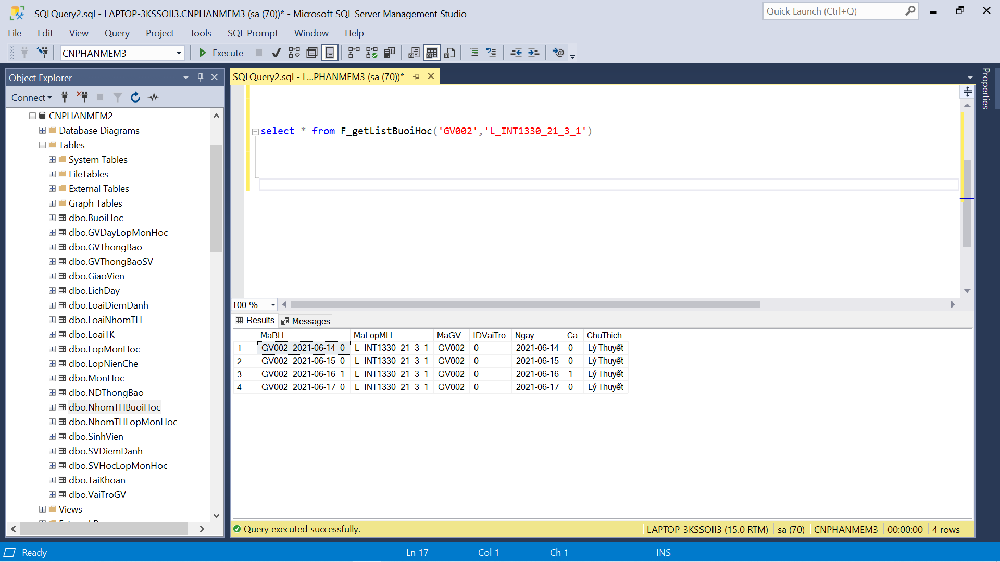 SQLQuery2.sql - LAPTOP-3KSSOII3.CNPHANMEM3 (sa (70))* - Microsoft SQL Server Management Studio
Quick Launch (Ctrl+Q)
File Edit View Query Project Tools SQL Prompt Window Help
CNPHANMEM3 Execute
Object Explorer
Connect
CNPHANMEM2
Database Diagrams
Tables
System Tables
FileTables
External Tables
Graph Tables
dbo.BuoiHoc
dbo.GVDayLopMonHoc
dbo.GVThongBao
dbo.GVThongBaoSV
dbo.GiaoVien
dbo.LichDay
dbo.LoaiDiemDanh
dbo.LoaiNhomTH
dbo.LoaiTK
dbo.LopMonHoc
dbo.LopNienChe
dbo.MonHoc
dbo.NDThongBao
dbo.NhomTHBuoiHoc
dbo.NhomTHLopMonHoc
dbo.SinhVien
dbo.SVDiemDanh
dbo.SVHocLopMonHoc
dbo.TaiKhoan
dbo.VaiTroGV
Views
SQLQuery2.sql - L...PHANMEM3 (sa (70))*
Properties
select * from F_getListBuoiHoc('GV002','L_INT1330_21_3_1')
100 %
Results Messages
MaBH MaLopMH MaGV IDVaiTro Ngay Ca ChuThich
1 GV002_2021-06-14_0 L_INT1330_21_3_1 GV002 0 2021-06-14 0 Lý Thuyết
2 GV002_2021-06-15_0 L_INT1330_21_3_1 GV002 0 2021-06-15 0 Lý Thuyết
3 GV002_2021-06-16_1 L_INT1330_21_3_1 GV002 0 2021-06-16 1 Lý Thuyết
4 GV002_2021-06-17_0 L_INT1330_21_3_1 GV002 0 2021-06-17 0 Lý Thuyết
Query executed successfully. LAPTOP-3KSSOII3 (15.0 RTM) sa (70) CNPHANMEM3 00:00:00 4 rows
Ready Ln 17 Col 1 Ch 1 INS